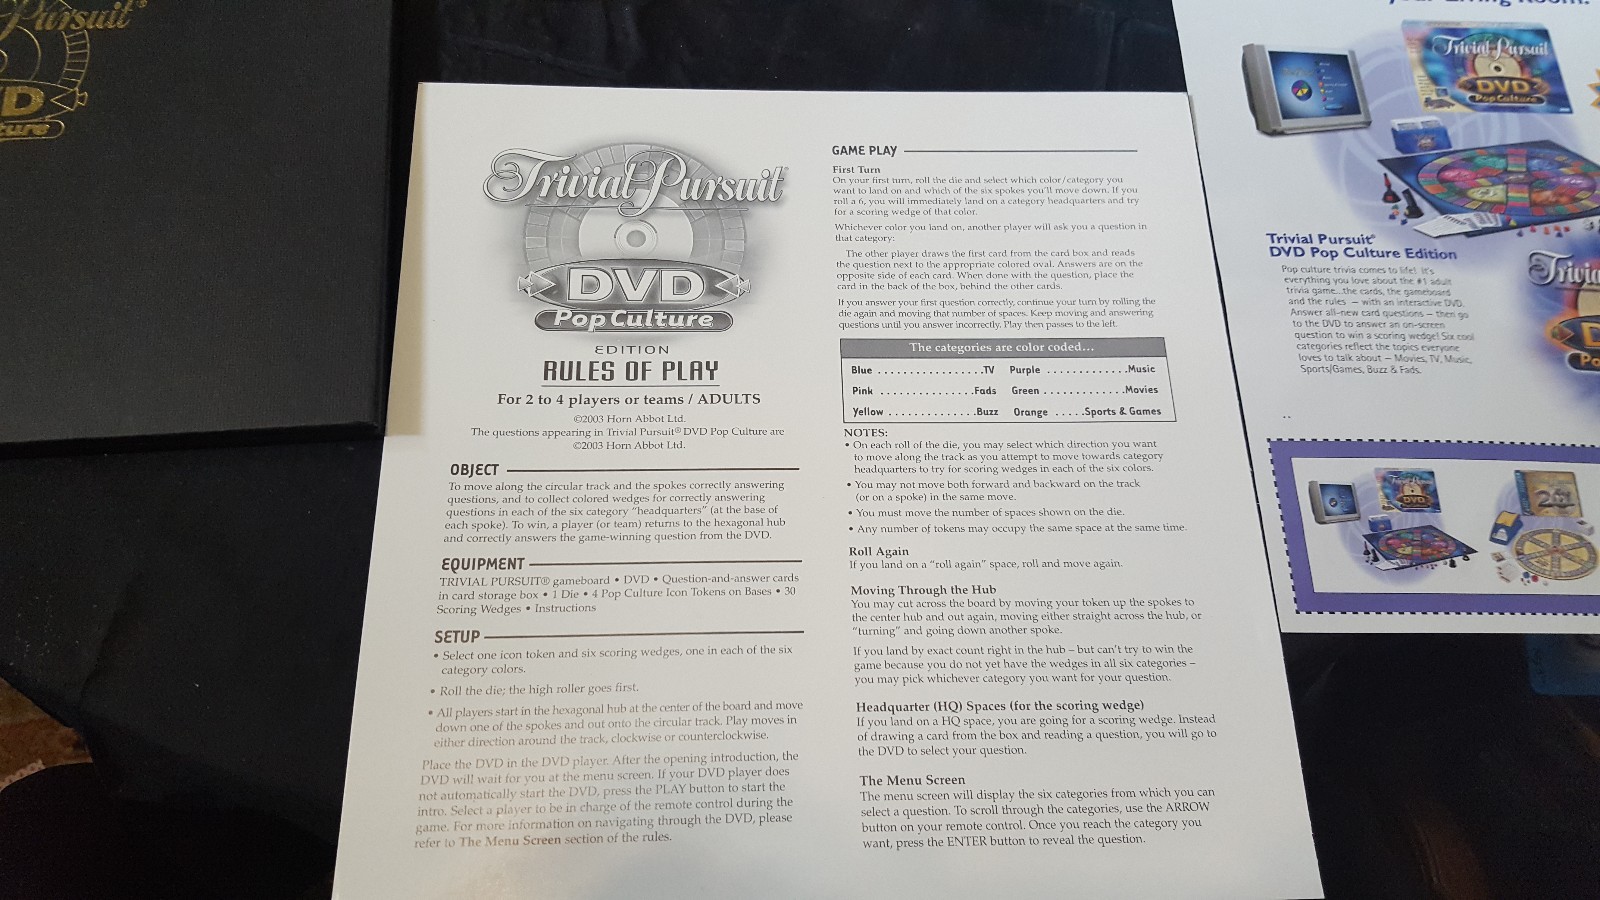 Pursuit®
VD
ture
Trivial Pursuit®
DVD
Pop Culture
EDITION
RULES OF PLAY
For 2 to 4 players or teams / ADULTS
©2003 Horn Abbot Ltd.
The questions appearing in Trivial Pursuit® DVD Pop Culture are
©2003 Horn Abbot Ltd.
OBJECT
To move along the circular track and the spokes correctly answering
questions, and to collect colored wedges for correctly answering
questions in each of the six category "headquarters" (at the base of
each spoke). To win, a player (or team) returns to the hexagonal hub
and correctly answers the game-winning question from the DVD.
EQUIPMENT
TRIVIAL PURSUIT® gameboard • DVD • Question-and-answer cards
in card storage box • 1 Die • 4 Pop Culture Icon Tokens on Bases • 30
Scoring Wedges • Instructions
SETUP
• Select one icon token and six scoring wedges, one in each of the six
category colors.
• Roll the die; the high roller goes first.
• All players start in the hexagonal hub at the center of the board and move
down one of the spokes and out onto the circular track. Play moves in
either direction around the track, clockwise or counterclockwise.
Place the DVD in the DVD player. After the opening introduction, the
DVD will wait for you at the menu screen. If your DVD player does
not automatically start the DVD, press the PLAY button to start the
intro. Select a player to be in charge of the remote control during the
game. For more information on navigating through the DVD, please
refer to The Menu Screen section of the rules.
GAME PLAY
First Turn
On your first turn, roll the die and select which color/category you
want to land on and which of the six spokes you'll move down. If you
roll a 6, you will immediately land on a category headquarters and try
for a scoring wedge of that color.
Whichever color you land on, another player will ask you a question in
that category:
The other player draws the first card from the card box and reads
the question next to the appropriate colored oval. Answers are on the
opposite side of each card. When done with the question, place the
card in the back of the box, behind the other cards.
If you answer your first question correctly, continue your turn by rolling the
die again and moving that number of spaces. Keep moving and answering
questions until you answer incorrectly. Play then passes to the left.
The categories are color coded...
Blue .................TV Purple .............Music
Pink ...............Fads Green .............Movies
Yellow ..............Buzz Orange .....Sports & Games
NOTES:
• On each roll of the die, you may select which direction you want
to move along the track as you attempt to move towards category
headquarters to try for scoring wedges in each of the six colors.
• You may not move both forward and backward on the track
(or on a spoke) in the same move.
• You must move the number of spaces shown on the die.
• Any number of tokens may occupy the same space at the same time.
Roll Again
If you land on a "roll again" space, roll and move again.
Moving Through the Hub
You may cut across the board by moving your token up the spokes to
the center hub and out again, moving either straight across the hub, or
"turning" and going down another spoke.
If you land by exact count right in the hub – but can't try to win the
game because you do not yet have the wedges in all six categories –
you may pick whichever category you want for your question.
Headquarter (HQ) Spaces (for the scoring wedge)
If you land on a HQ space, you are going for a scoring wedge. Instead
of drawing a card from the box and reading a question, you will go to
the DVD to select your question.
The Menu Screen
The menu screen will display the six categories from which you can
select a question. To scroll through the categories, use the ARROW
button on your remote control. Once you reach the category you
want, press the ENTER button to reveal the question.
your Living Room.
Trivial Pursuit
DVD
Pop Culture
Trivial Pursuit®
DVD Pop Culture Edition
Pop culture trivia comes to life! It's
everything you love about the #1 adult
trivia game...the cards, the gameboard
and the rules — with an interactive DVD.
Answer all-new card questions — then go
to the DVD to answer an on-screen
question to win a scoring wedge! Six cool
categories reflect the topics everyone
loves to talk about — Movies, TV, Music,
Sports/Games, Buzz & Fads.
Trivia
D
Po
Trivial Pursuit
DVD